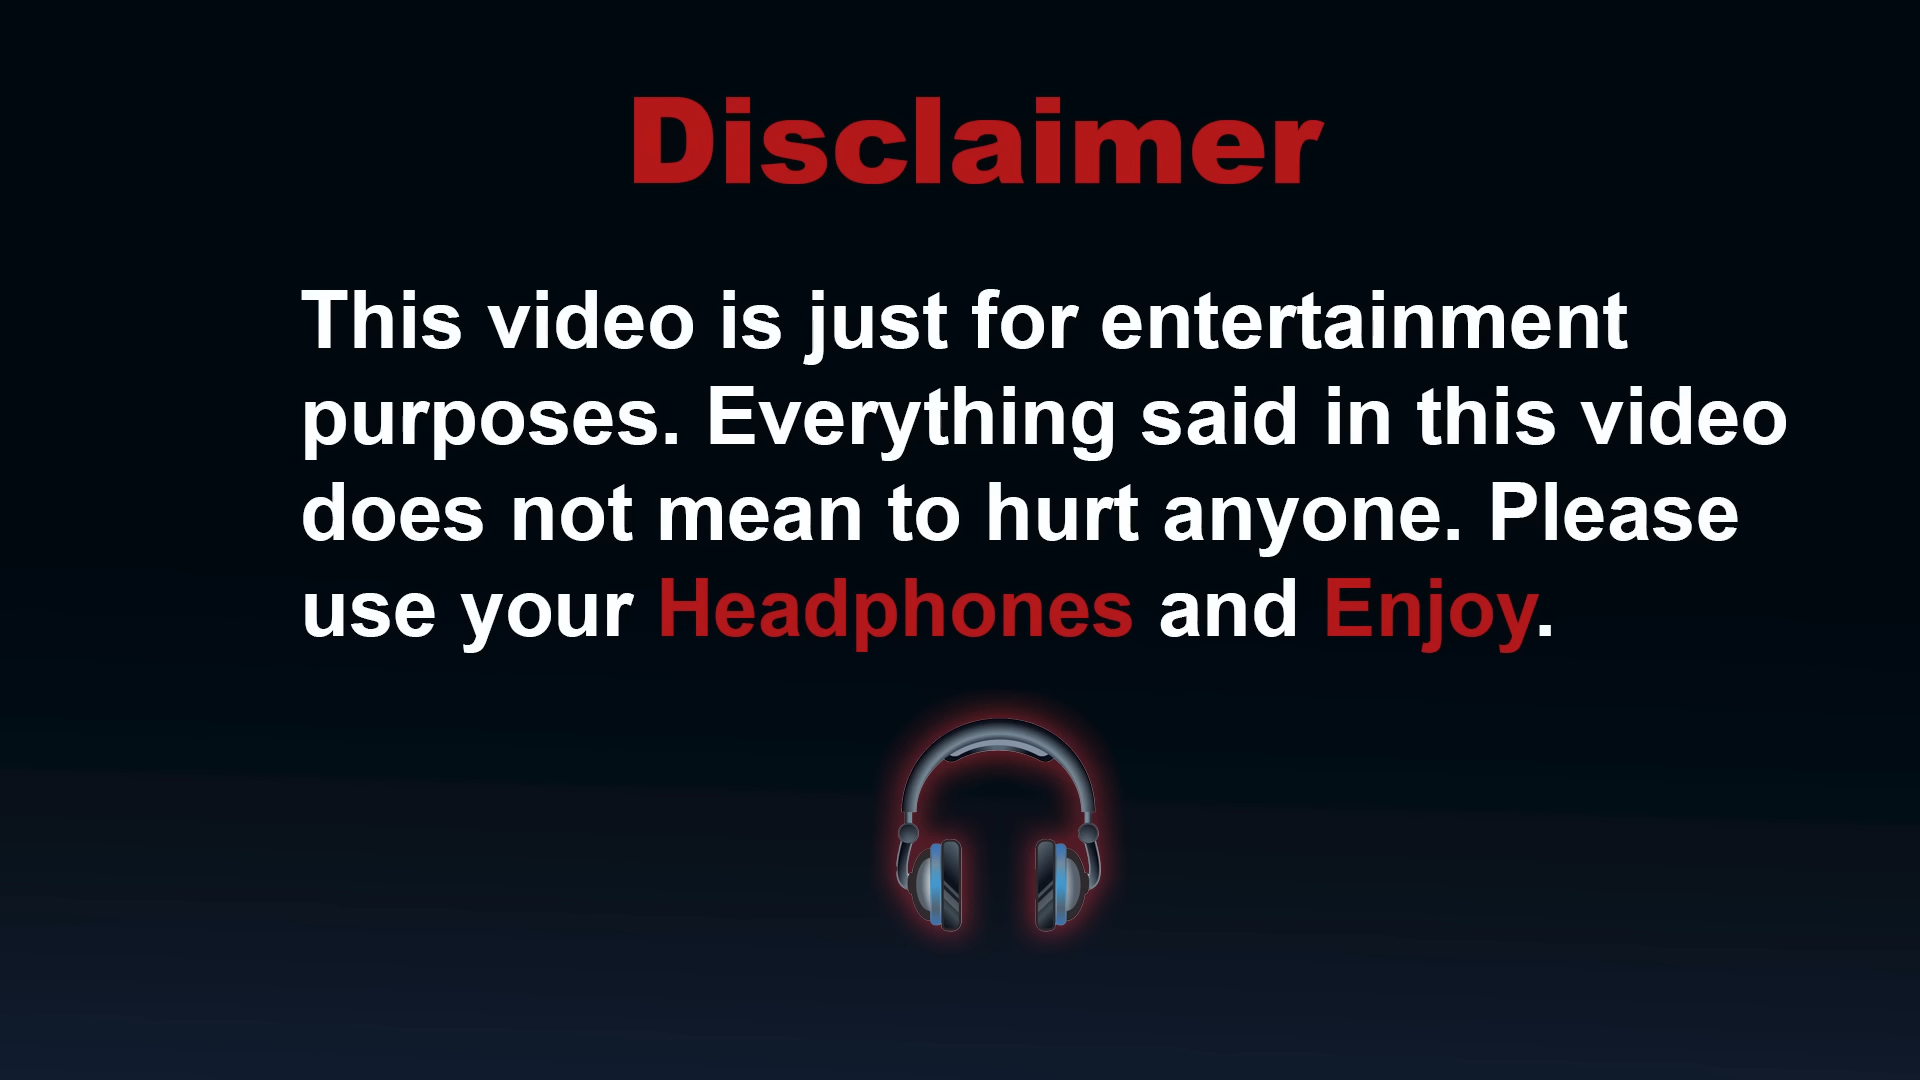 Disclaimer
This video is just for entertainment
purposes. Everything said in this video
does not mean to hurt anyone. Please
use your Headphones and Enjoy.